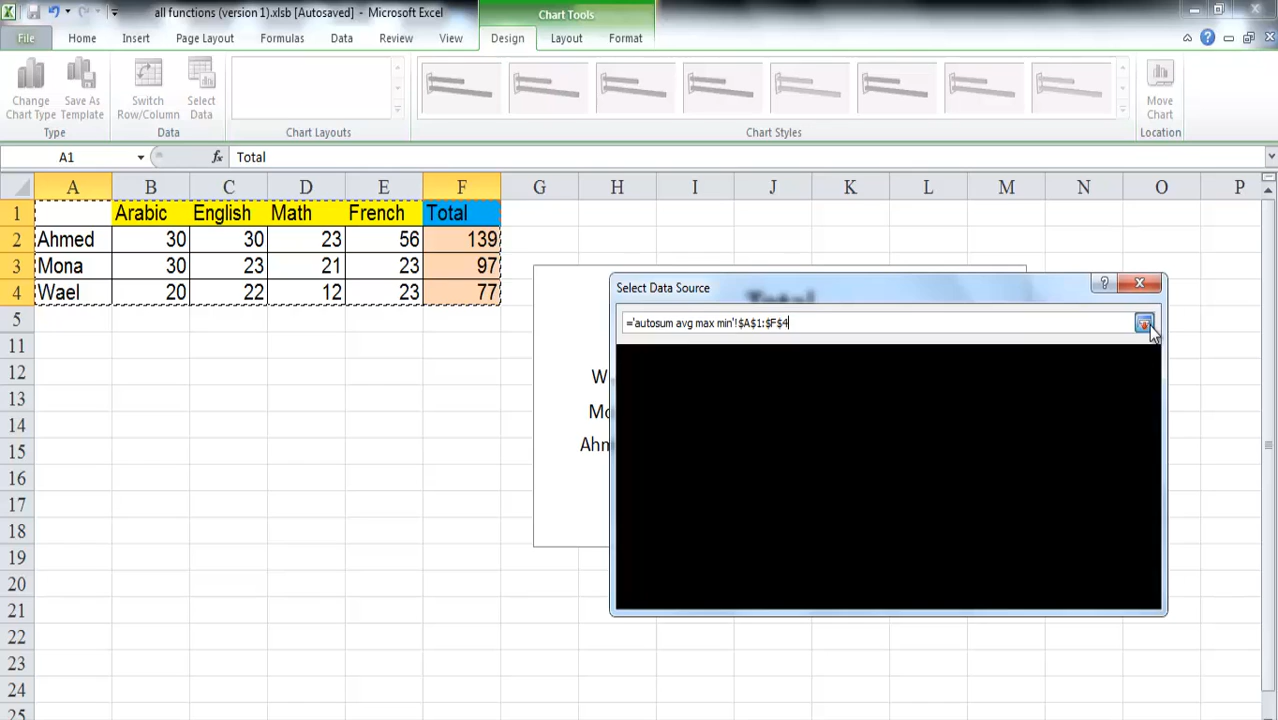 all functions (version 1).xlsb [Autosaved] - Microsoft Excel
Chart Tools
File Home Insert Page Layout Formulas Data Review View Design Layout Format
Change Chart Type
Save As Template
Switch Row/Column
Select Data
Move Chart
Type Data Chart Layouts Chart Styles Location
A1 fx Total
A B C D E F G H I J K L M N O P
1 Arabic English Math French Total
2 Ahmed 30 30 23 56 139
3 Mona 30 23 21 23 97
4 Wael 20 22 12 23 77
5
11
12
13
14
15
16
17
18
19
20
21
22
23
24
25
Select Data Source
Total
='autosum avg max min'!$A$1:$F$4
W
Mo
Ahm